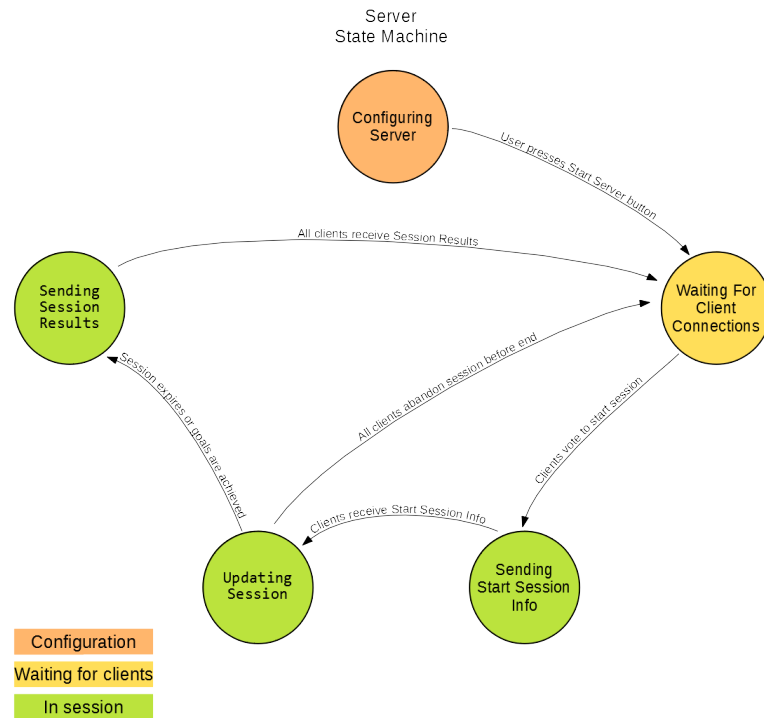 Server
State Machine
Configuring
Server
User presses Start Server button
All clients receive Session Results
Sending
Session
Results
Waiting For
Client
Connections
All clients abandon session before end
Session expires or goals are achieved
Clients vote to start session
Clients receive Start Session Info
Updating
Session
Sending
Start Session
Info
Configuration
Waiting for clients
In session